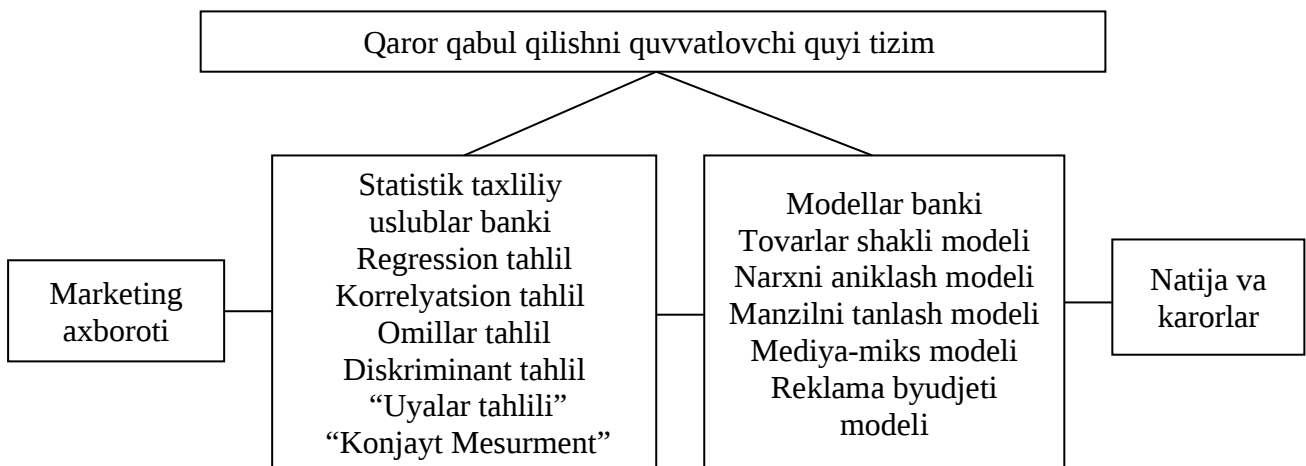 Qaror qabul qilishni quvvatlovchi quyi tizim
Marketing
axboroti
Statistik taxliliy
uslublar banki
Regression tahlil
Korrelyatsion tahlil
Omillar tahlil
Diskriminant tahlil
“Uyalar tahlili”
“Konjayt Mesurment”
Modellar banki
Tovarlar shakli modeli
Narxni aniklash modeli
Manzilni tanlash modeli
Mediya-miks modeli
Reklama byudjeti
modeli
Natija va
karorlar